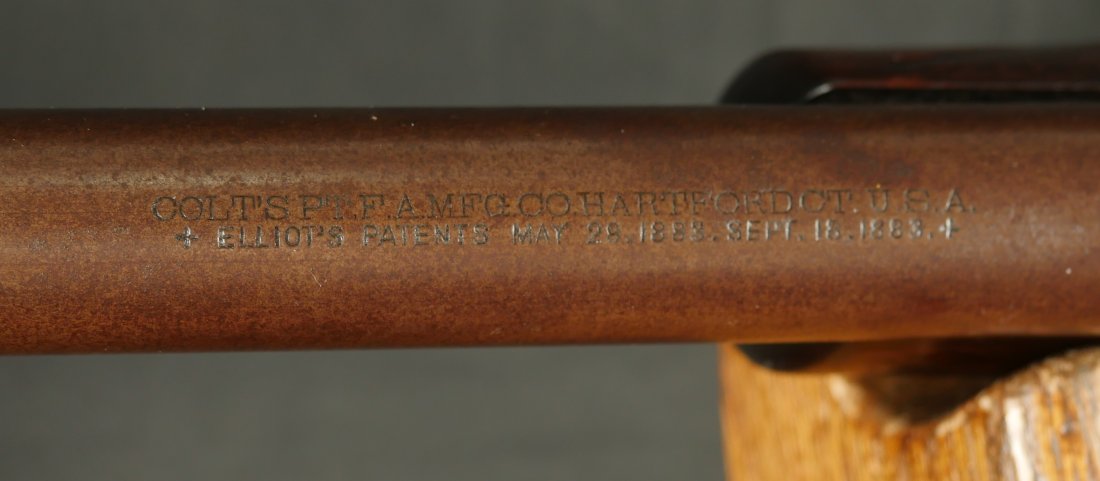 COLT'S PT. F. A. MFG. CO. HARTFORD CT. U. S. A.
+ ELLIOT'S PATENTS MAY 29. 1883. SEPT. 18. 1883. +